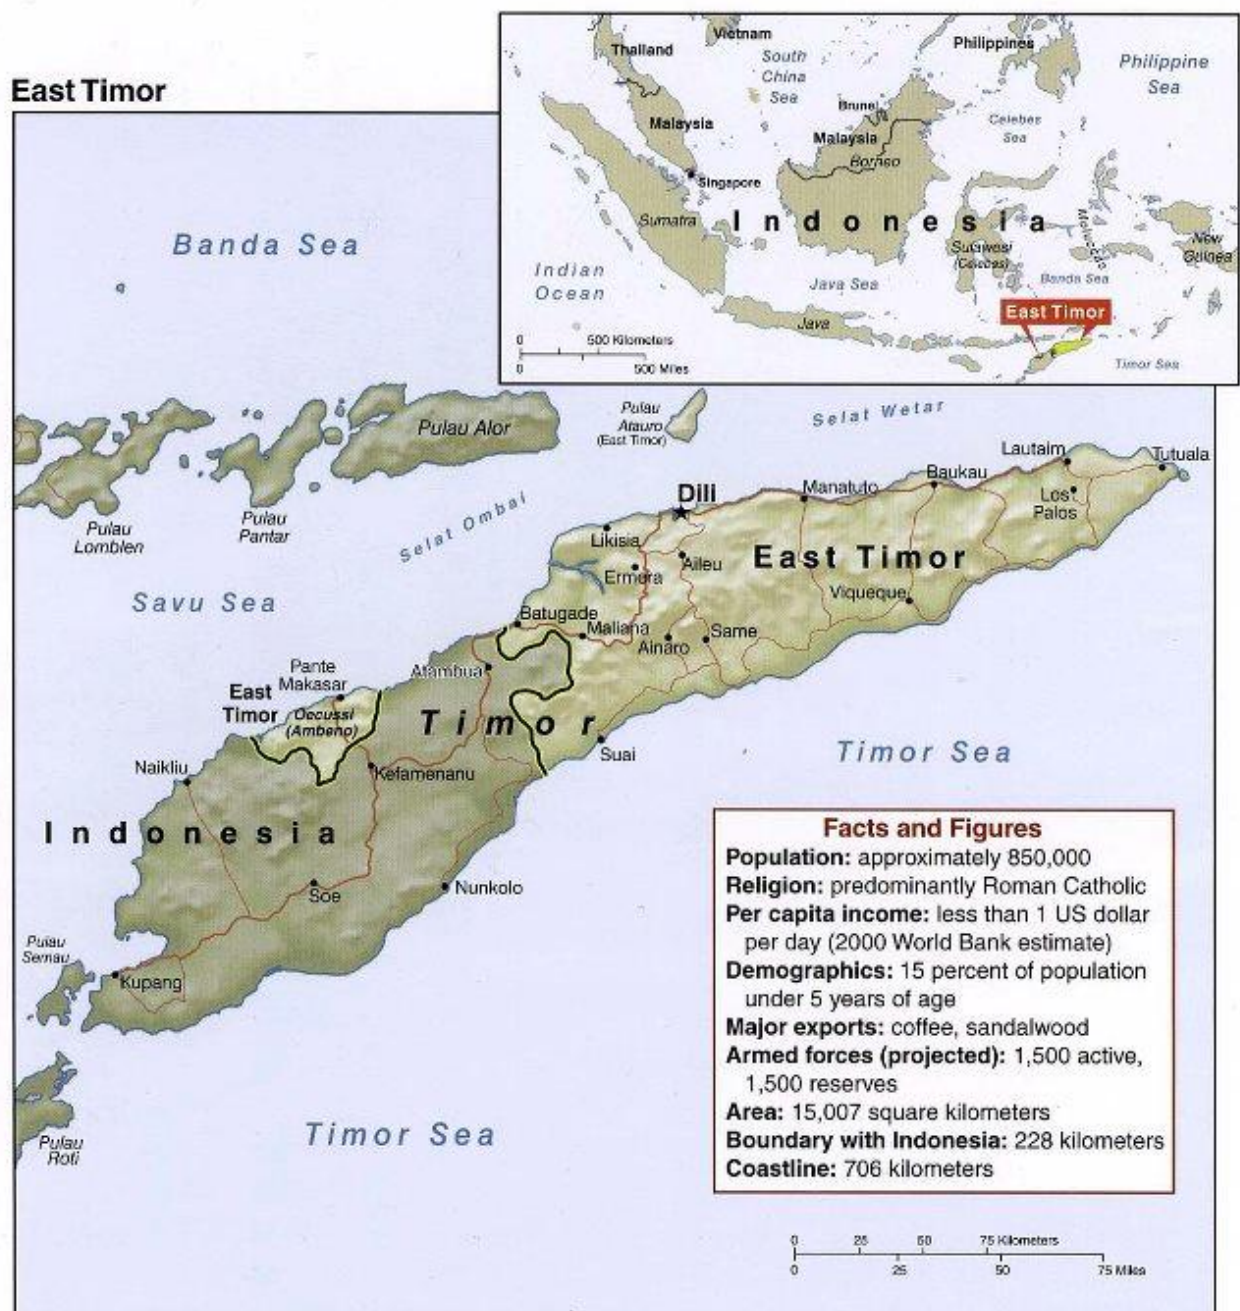 East Timor
Thailand
Vietnam
South
China
Sea
Philippines
Philippine
Sea
Brunei
Malaysia
Malaysia
Borneo
Celebes
Sea
Singapore
Sumatra
Indonesia
Sulawesi
(Celebes)
Moluccas
New
Guinea
Indian
Ocean
Java Sea
Banda Sea
East Timor
Java
Timor Sea
0 500 Kilometers
0 500 Miles
Banda Sea
Pulau Alor
Pulau
Atauro
(East Timor)
Selat Wetar
Lautaim
Tutuala
Baukau
Manatuto
Los
Palos
Dili
Pulau
Lomblen
Pulau
Pantar
Selat Ombai
Likisia
East Timor
Aileu
Ermera
Savu Sea
Viqueque
Batugade
Maliana
Same
Ainaro
Pante
Makasar
Atambua
East
Timor
Oecussi
(Ambeno)
Timor
Suai
Timor Sea
Naikliu
Kefamenanu
Indonesia
Soe
Nunkolo
Pulau
Semau
Kupang
Pulau
Roti
Timor Sea
Facts and Figures
Population: approximately 850,000
Religion: predominantly Roman Catholic
Per capita income: less than 1 US dollar
per day (2000 World Bank estimate)
Demographics: 15 percent of population
under 5 years of age
Major exports: coffee, sandalwood
Armed forces (projected): 1,500 active,
1,500 reserves
Area: 15,007 square kilometers
Boundary with Indonesia: 228 kilometers
Coastline: 706 kilometers
0 25 50 75 Kilometers
0 25 50 75 Miles